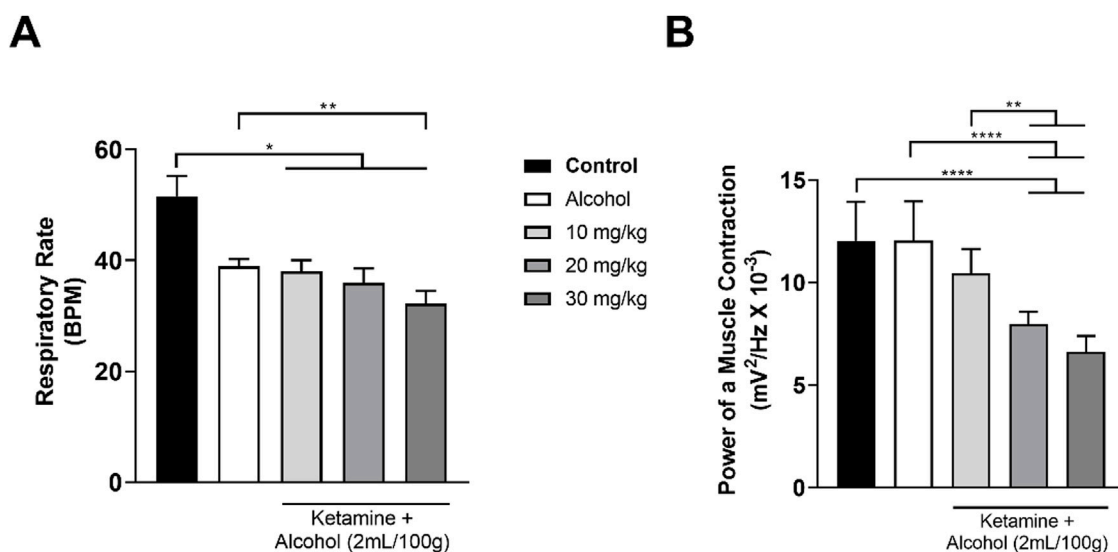 A
**
*
60
40
20
0
Respiratory Rate
(BPM)
Ketamine +
Alcohol (2mL/100g)
Control
Alcohol
10 mg/kg
20 mg/kg
30 mg/kg
B
**
****
****
15
10
5
0
Power of a Muscle Contraction
(mV²/Hz X 10⁻³)
Ketamine +
Alcohol (2mL/100g)